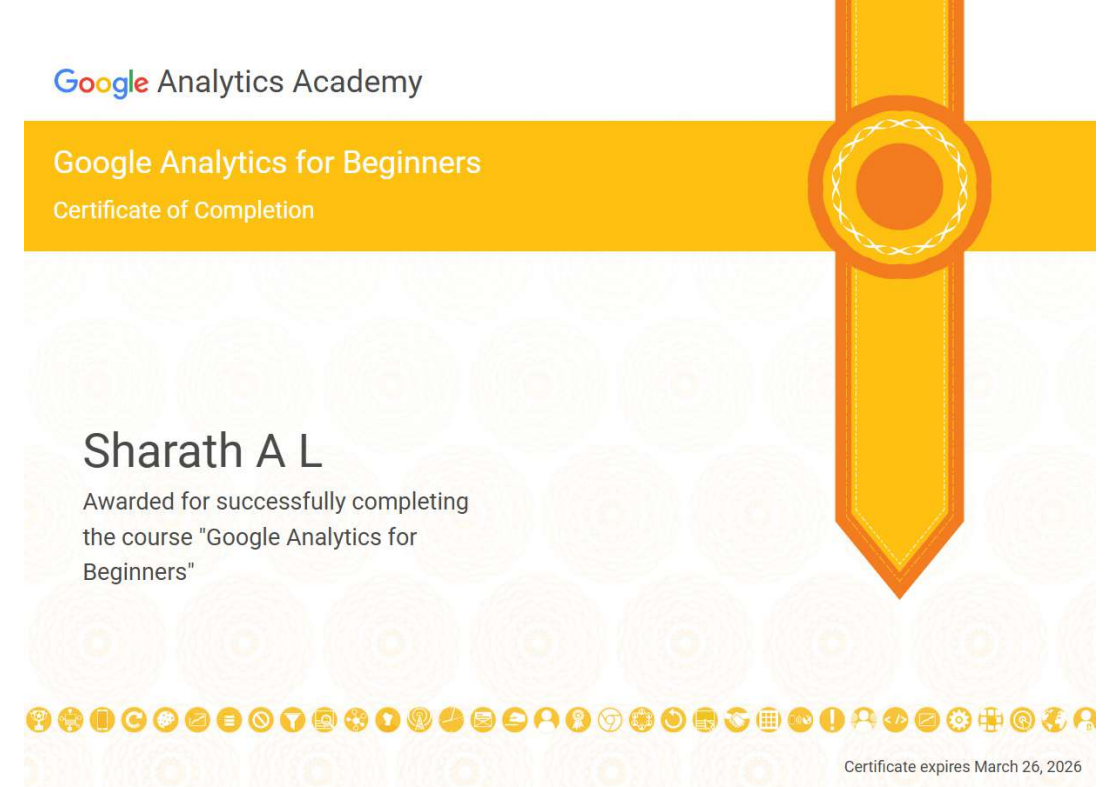 Google Analytics Academy
Google Analytics for Beginners
Certificate of Completion
Sharath A L
Awarded for successfully completing
the course "Google Analytics for
Beginners"
Certificate expires March 26, 2026